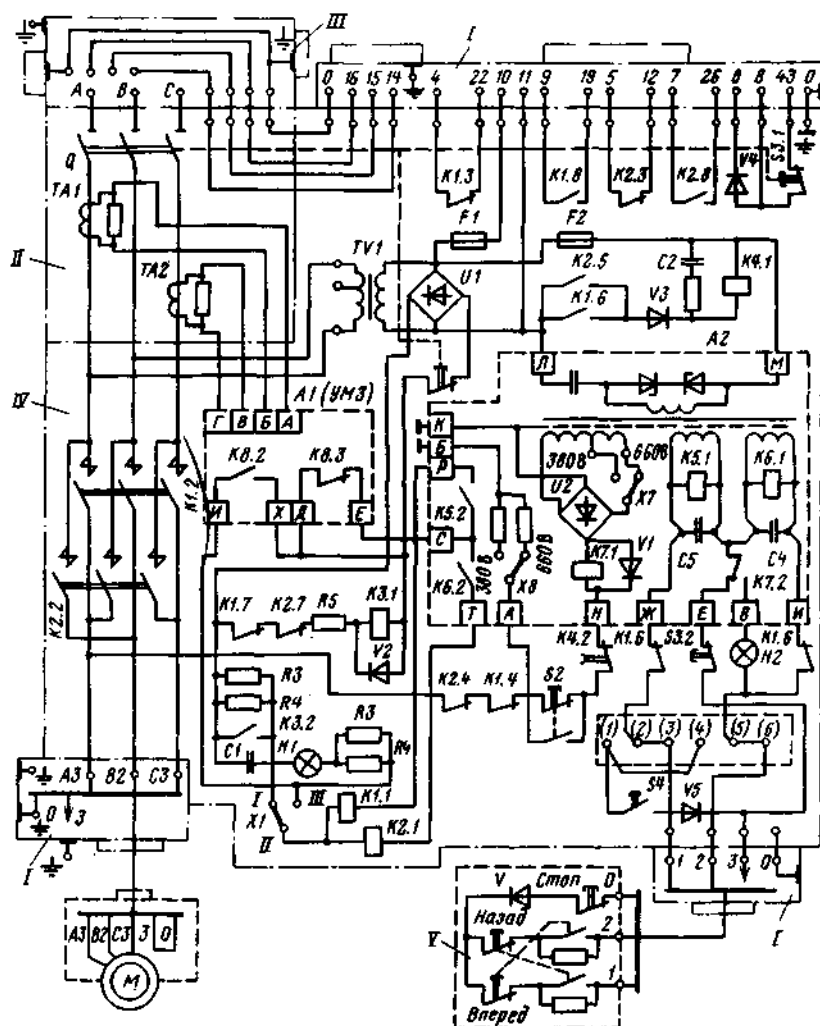 III
I
A B C
0 16 15 14 4 22 10 11 9 19 5 12 7 26 8 8 43 0
Q
TA1
K1.3
K1.8
K2.3
K2.8
V4
S3.1
F1
F2
II
TA2
TV1
U1
K2.5
K1.6
V3
C2
K4.1
A2
Л
М
IV
A1 (УМЗ)
Г В Б А
К
Б
Р
380В
660В
U2
X7
K5.1
K6.1
K1.2
K8.2
K8.3
И
Х
Д
Е
С
K5.2
K6.2
380В
660В
X8
K7.1
V1
C5
C4
K7.2
K2.2
Т
А
Н
Ж
Е
В
И
K1.7
K2.7
R5
K3.1
V2
K4.2
K1.6
S3.2
H2
K1.6
R3
R4
K3.2
C1
H1
R3
R4
K2.4
K1.4
S2
(1) (2) (3) (4) (5) (6)
S4
V5
I
X1
II
III
K1.1
K2.1
A3 B2 C3
0 3
I
1 2 3 0
I
A3 B2 C3 3 0
M
V
V
Стоп
0
Назад
2
1
Вперед